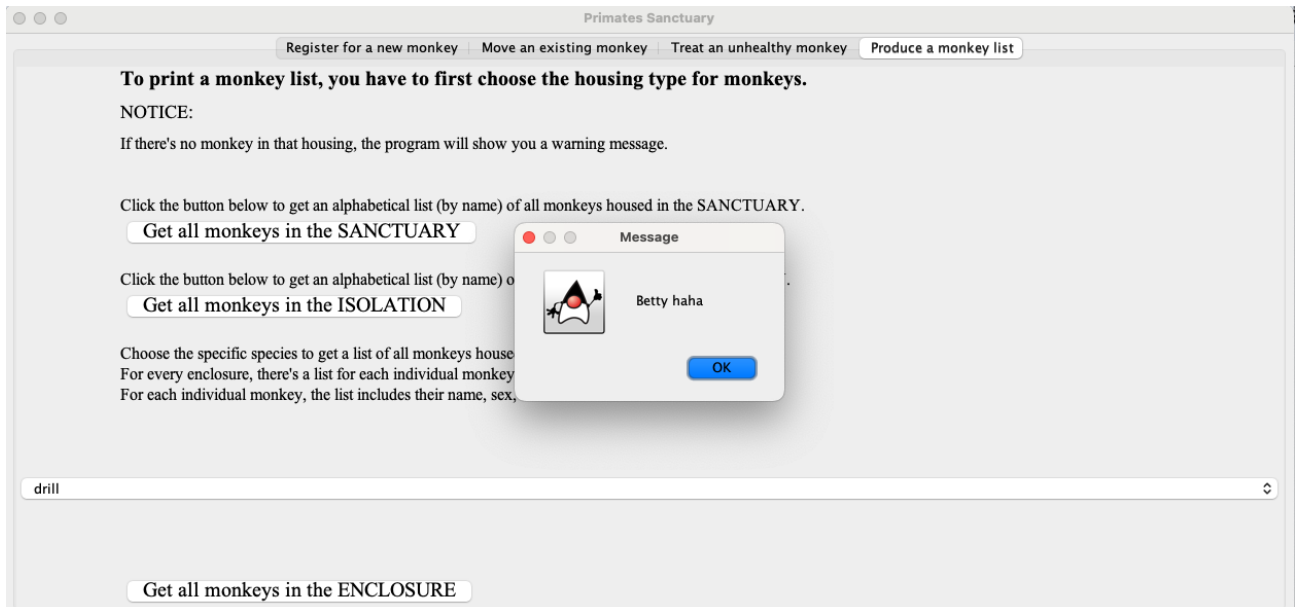 Primates Sanctuary
Register for a new monkey Move an existing monkey Treat an unhealthy monkey Produce a monkey list
To print a monkey list, you have to first choose the housing type for monkeys.
NOTICE:
If there's no monkey in that housing, the program will show you a warning message.
Click the button below to get an alphabetical list (by name) of all monkeys housed in the SANCTUARY.
Get all monkeys in the SANCTUARY
Message
Click the button below to get an alphabetical list (by name) o
Get all monkeys in the ISOLATION
Betty haha
Choose the specific species to get a list of all monkeys house
For every enclosure, there's a list for each individual monkey
For each individual monkey, the list includes their name, sex,
OK
drill
Get all monkeys in the ENCLOSURE